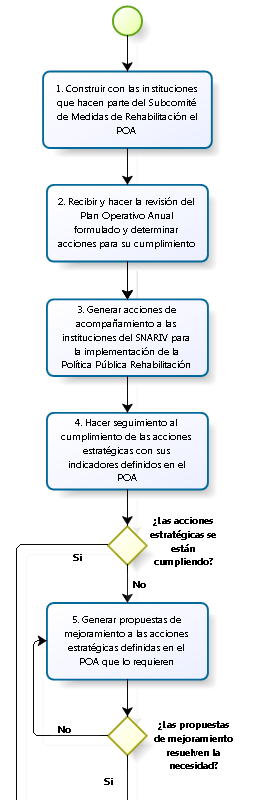 1. Construir con las instituciones
que hacen parte del Subcomité
de Medidas de Rehabilitación el
POA
2. Recibir y hacer la revisión del
Plan Operativo Anual
formulado y determinar
acciones para su cumplimiento
3. Generar acciones de
acompañamiento a las
instituciones del SNARIV para
la implementación de la
Política Pública Rehabilitación
4. Hacer seguimiento al
cumplimiento de las acciones
estratégicas con sus
indicadores definidos en el
POA
¿Las acciones
estratégicas se
están
cumpliendo?
Si
No
5. Generar propuestas de
mejoramiento a las acciones
estratégicas definidas en el
POA que lo requieren
No
¿Las propuestas
de mejoramiento
resuelven la
necesidad?
Si